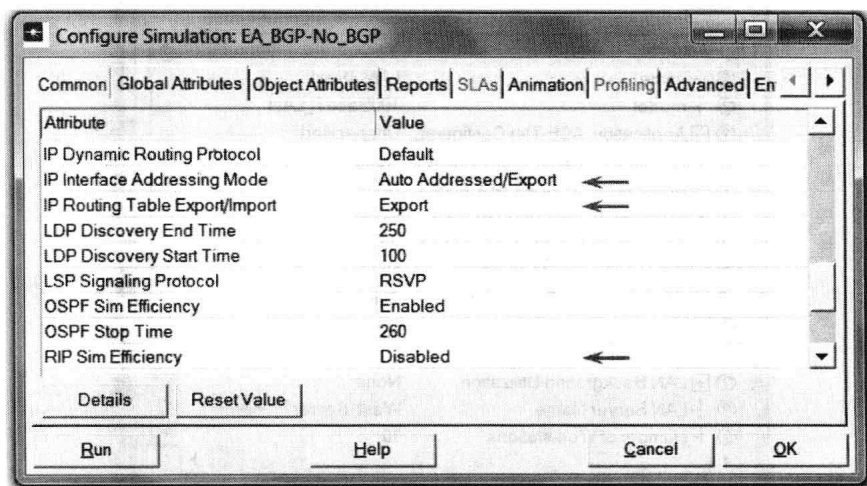 Configure Simulation: EA_BGP-No_BGP
Common Global Attributes Object Attributes Reports SLAs Animation Profiling Advanced En
Attribute Value
IP Dynamic Routing Protocol Default
IP Interface Addressing Mode Auto Addressed/Export
IP Routing Table Export/Import Export
LDP Discovery End Time 250
LDP Discovery Start Time 100
LSP Signaling Protocol RSVP
OSPF Sim Efficiency Enabled
OSPF Stop Time 260
RIP Sim Efficiency Disabled
Details Reset Value
Run Help Cancel OK